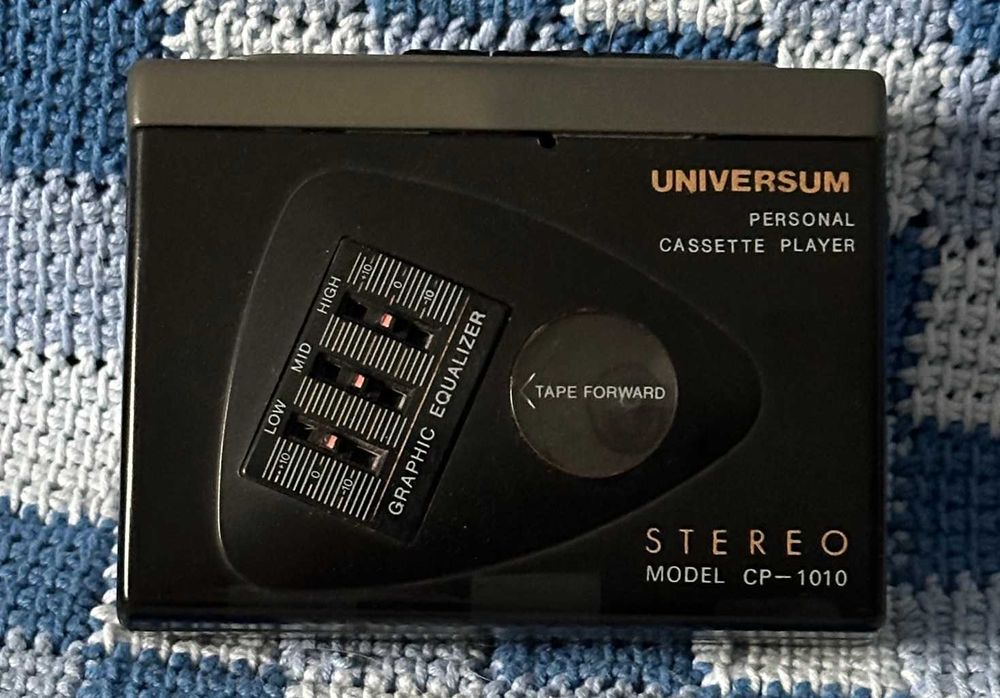 UNIVERSUM
PERSONAL
CASSETTE PLAYER
+10 0 -10
HIGH
MID
LOW
+10 0 -10
GRAPHIC EQUALIZER
TAPE FORWARD
STEREO
MODEL CP-1010